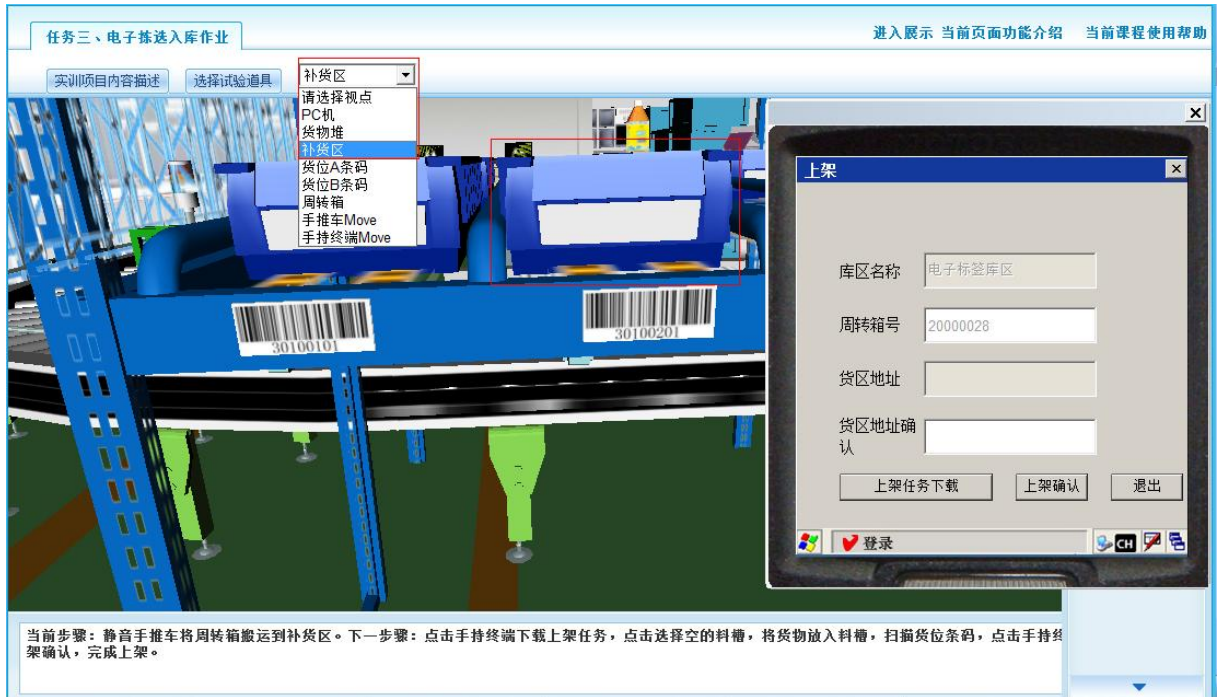 任务三、电子拣选入库作业
进入展示 当前页面功能介绍 当前课程使用帮助
实训项目内容描述
选择试验道具
补货区
请选择视点
PC机
货物堆
补货区
货位A条码
货位B条码
周转箱
手推车Move
手持终端Move
30100101
30100201
上架
库区名称 电子标签库区
周转箱号 20000028
货区地址
货区地址确
认
上架任务下载 上架确认 退出
登录 CH
当前步骤：静音手推车将周转箱搬运到补货区。下一步骤：点击手持终端下载上架任务，点击选择空的料槽，将货物放入料槽，扫描货位条码，点击手持终
架确认，完成上架。